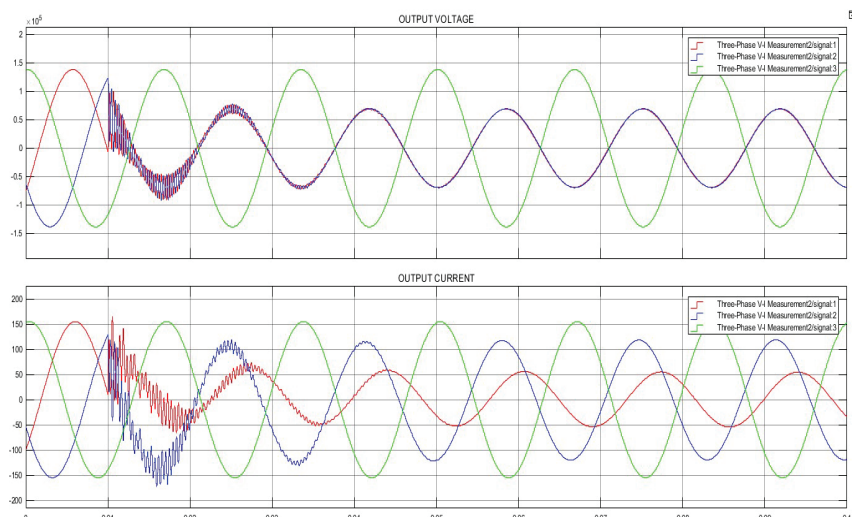 OUTPUT VOLTAGE
×10⁵
Three-Phase V-I Measurement2/signal:1
Three-Phase V-I Measurement2/signal:2
Three-Phase V-I Measurement2/signal:3
2
1.5
1
0.5
0
-0.5
-1
-1.5
OUTPUT CURRENT
Three-Phase V-I Measurement2/signal:1
Three-Phase V-I Measurement2/signal:2
Three-Phase V-I Measurement2/signal:3
200
150
100
50
0
-50
-100
-150
-200